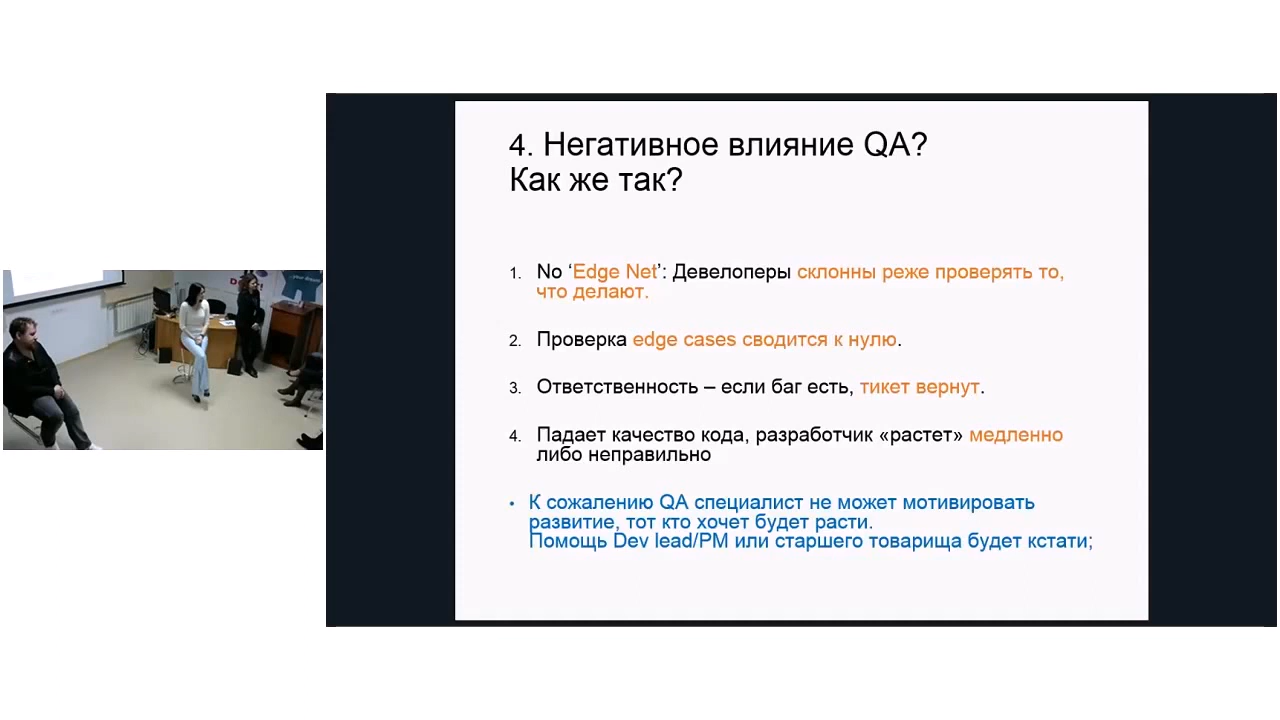 4. Негативное влияние QA?
Как же так?
1. No ‘Edge Net’: Девелоперы склонны реже проверять то,
что делают.
2. Проверка edge cases сводится к нулю.
3. Ответственность – если баг есть, тикет вернут.
4. Падает качество кода, разработчик «растет» медленно
либо неправильно
• К сожалению QA специалист не может мотивировать
развитие, тот кто хочет будет расти.
Помощь Dev lead/PM или старшего товарища будет кстати;